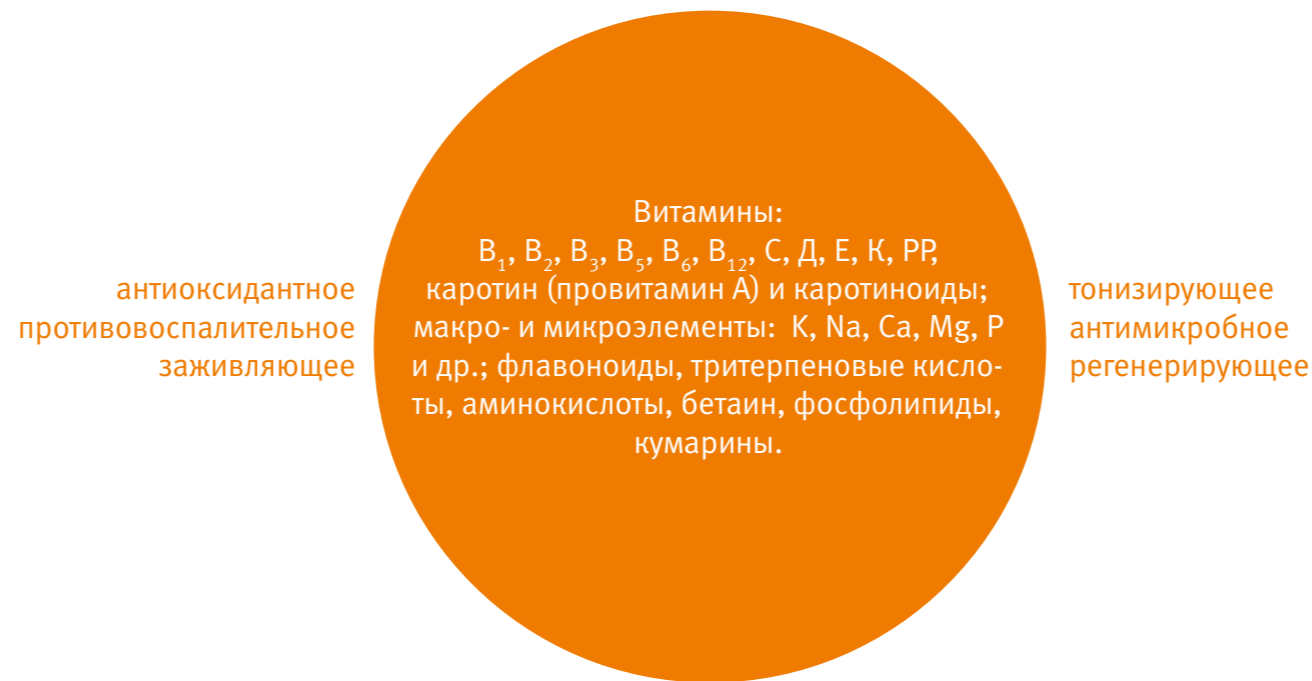 антиоксидантное
противовоспалительное
заживляющее
Витамины:
B₁, B₂, B₃, B₅, B₆, B₁₂, С, Д, Е, К, РР,
каротин (провитамин А) и каротиноиды;
макро- и микроэлементы: K, Na, Ca, Mg, P
и др.; флавоноиды, тритерпеновые кисло-
ты, аминокислоты, бетаин, фосфолипиды,
кумарины.
тонизирующее
антимикробное
регенерирующее